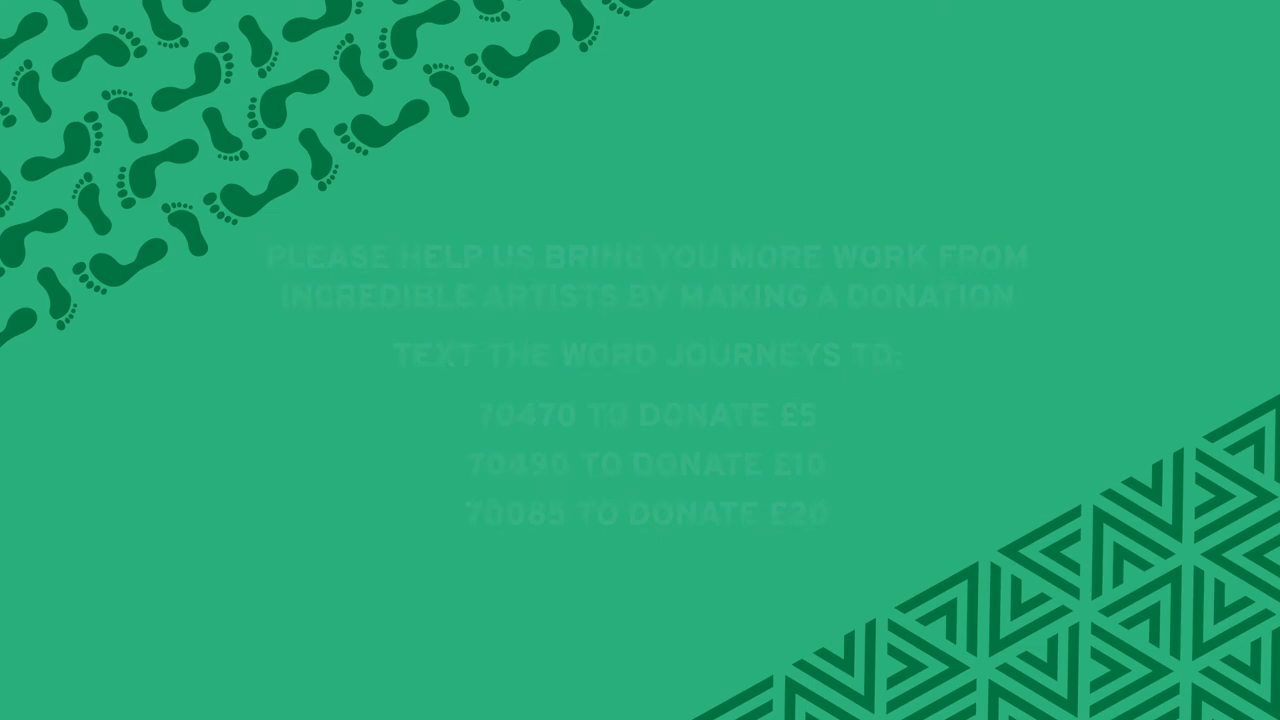 PLEASE HELP US BRING YOU MORE WORK FROM
INCREDIBLE ARTISTS BY MAKING A DONATION
TEXT THE WORD JOURNEYS TO:
70470 TO DONATE £5
70490 TO DONATE £10
70085 TO DONATE £20